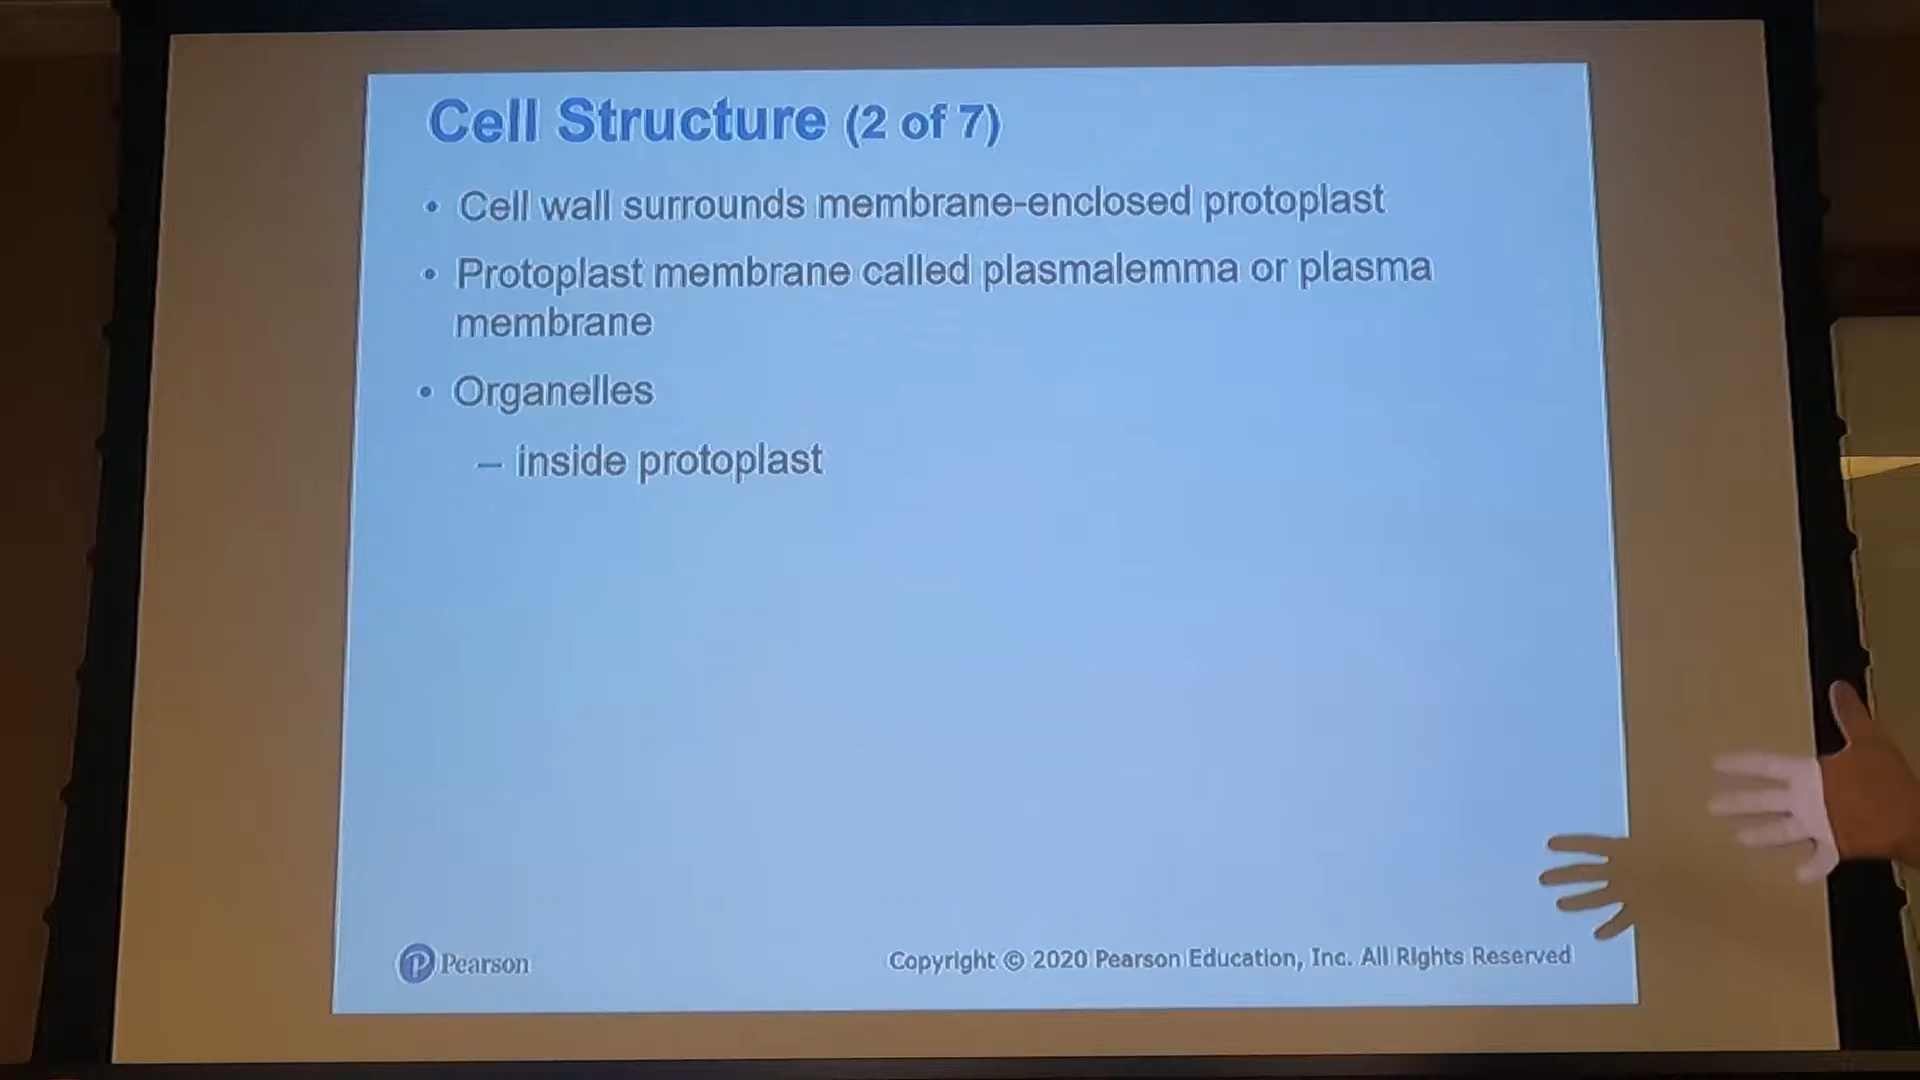 Cell Structure (2 of 7)
• Cell wall surrounds membrane-enclosed protoplast
• Protoplast membrane called plasmalemma or plasma
membrane
• Organelles
– inside protoplast
Pearson
Copyright © 2020 Pearson Education, Inc. All Rights Reserved